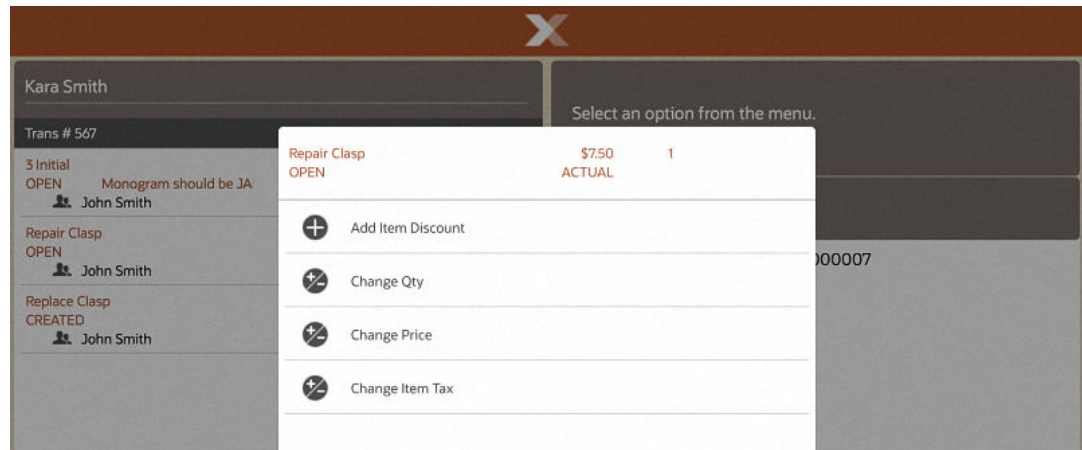 Kara Smith
Select an option from the menu.
Trans # 567
3 Initial
OPEN Monogram should be JA
John Smith
Repair Clasp
OPEN
John Smith
Replace Clasp
CREATED
John Smith
Repair Clasp $7.50 1
OPEN ACTUAL
Add Item Discount
Change Qty
Change Price
Change Item Tax
000007